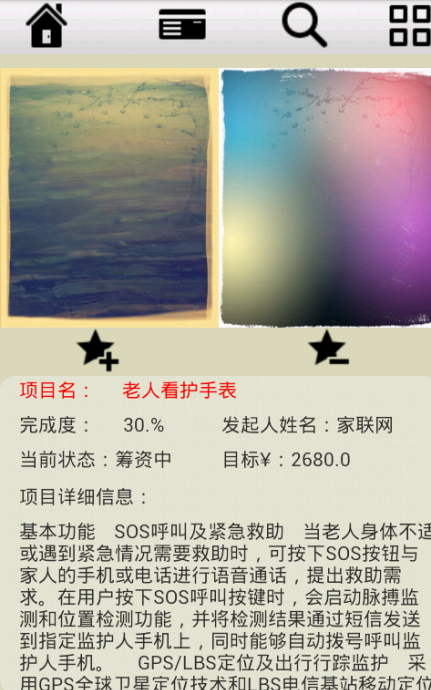 项目名： 老人看护手表
完成度： 30.% 发起人姓名：家联网
当前状态：筹资中 目标¥：2680.0
项目详细信息：
基本功能 SOS呼叫及紧急救助 当老人身体不适
或遇到紧急情况需要救助时，可按下SOS按钮与
家人的手机或电话进行语音通话，提出救助需
求。在用户按下SOS呼叫按键时，会启动脉搏监
测和位置检测功能，并将检测结果通过短信发送
到指定监护人手机上，同时能够自动拨号呼叫监
护人手机。 GPS/LBS定位及出行行踪监护 采
用GPS全球卫星定位技术和LBS电信基站移动定位